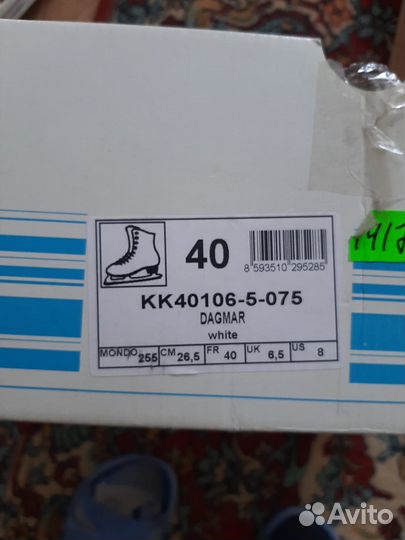 40
8 593510 295285
KK40106-5-075
DAGMAR
white
MONDO 255 CM 26,5 FR 40 UK 6,5 US 8
Avito